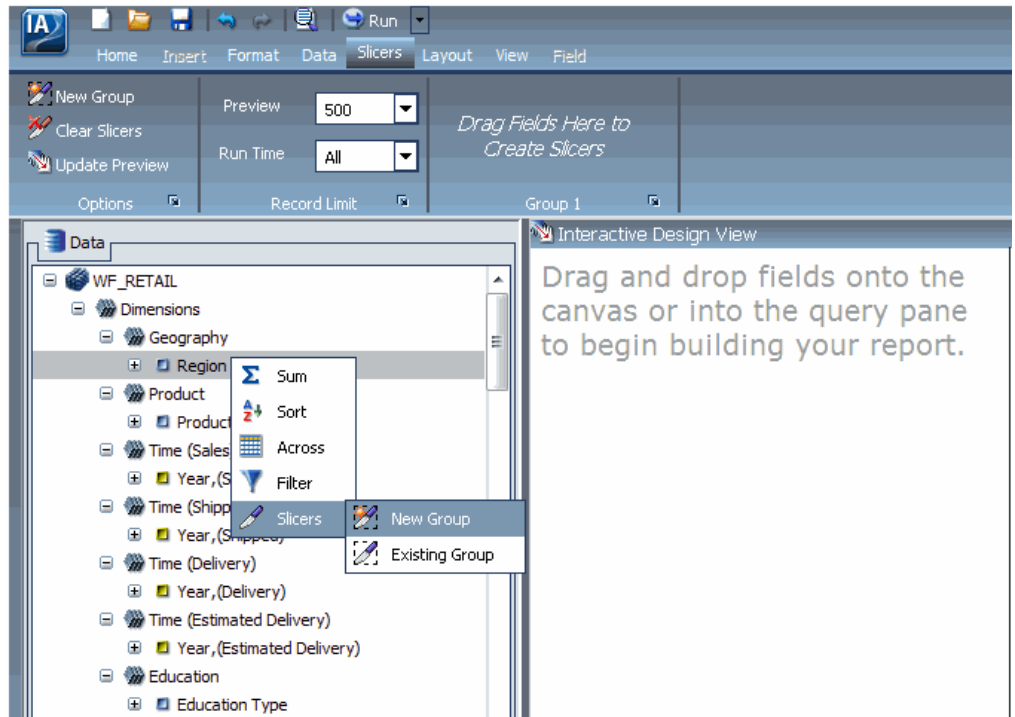 IA
Run
Home Insert Format Data Slicers Layout View Field
New Group
Clear Slicers
Update Preview
Options
Preview 500
Run Time All
Record Limit
Drag Fields Here to
Create Slicers
Group 1
Data
WF_RETAIL
Dimensions
Geography
Region
Product
Product
Time (Sales
Year,(S
Time (Shipp
Year,(Shipped)
Time (Delivery)
Year,(Delivery)
Time (Estimated Delivery)
Year,(Estimated Delivery)
Education
Education Type
Sum
Sort
Across
Filter
Slicers
New Group
Existing Group
Interactive Design View
Drag and drop fields onto the
canvas or into the query pane
to begin building your report.